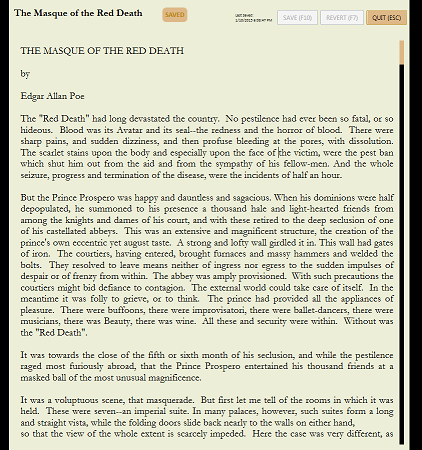 The Masque of the Red Death
SAVED
SAVE (F10)
REVERT (F7)
QUIT (ESC)
THE MASQUE OF THE RED DEATH
by
Edgar Allan Poe
The "Red Death" had long devastated the country. No pestilence had ever been so fatal, or so
hideous. Blood was its Avatar and its seal--the redness and the horror of blood. There were
sharp pains, and sudden dizziness, and then profuse bleeding at the pores, with dissolution.
The scarlet stains upon the body and especially upon the face of the victim, were the pest ban
which shut him out from the aid and from the sympathy of his fellow-men. And the whole
seizure, progress and termination of the disease, were the incidents of half an hour.
But the Prince Prospero was happy and dauntless and sagacious. When his dominions were half
depopulated, he summoned to his presence a thousand hale and light-hearted friends from
among the knights and dames of his court, and with these retired to the deep seclusion of one
of his castellated abbeys. This was an extensive and magnificent structure, the creation of the
prince's own eccentric yet august taste. A strong and lofty wall girdled it in. This wall had gates
of iron. The courtiers, having entered, brought furnaces and massy hammers and welded the
bolts. They resolved to leave means neither of ingress nor egress to the sudden impulses of
despair or of frenzy from within. The abbey was amply provisioned. With such precautions the
courtiers might bid defiance to contagion. The external world could take care of itself. In the
meantime it was folly to grieve, or to think. The prince had provided all the appliances of
pleasure. There were buffoons, there were improvisatori, there were ballet-dancers, there were
musicians, there was Beauty, there was wine. All these and security were within. Without was
the "Red Death".
It was towards the close of the fifth or sixth month of his seclusion, and while the pestilence
raged most furiously abroad, that the Prince Prospero entertained his thousand friends at a
masked ball of the most unusual magnificence.
It was a voluptuous scene, that masquerade. But first let me tell of the rooms in which it was
held. These were seven--an imperial suite. In many palaces, however, such suites form a long
and straight vista, while the folding doors slide back nearly to the walls on either hand,
so that the view of the whole extent is scarcely impeded. Here the case was very different, as